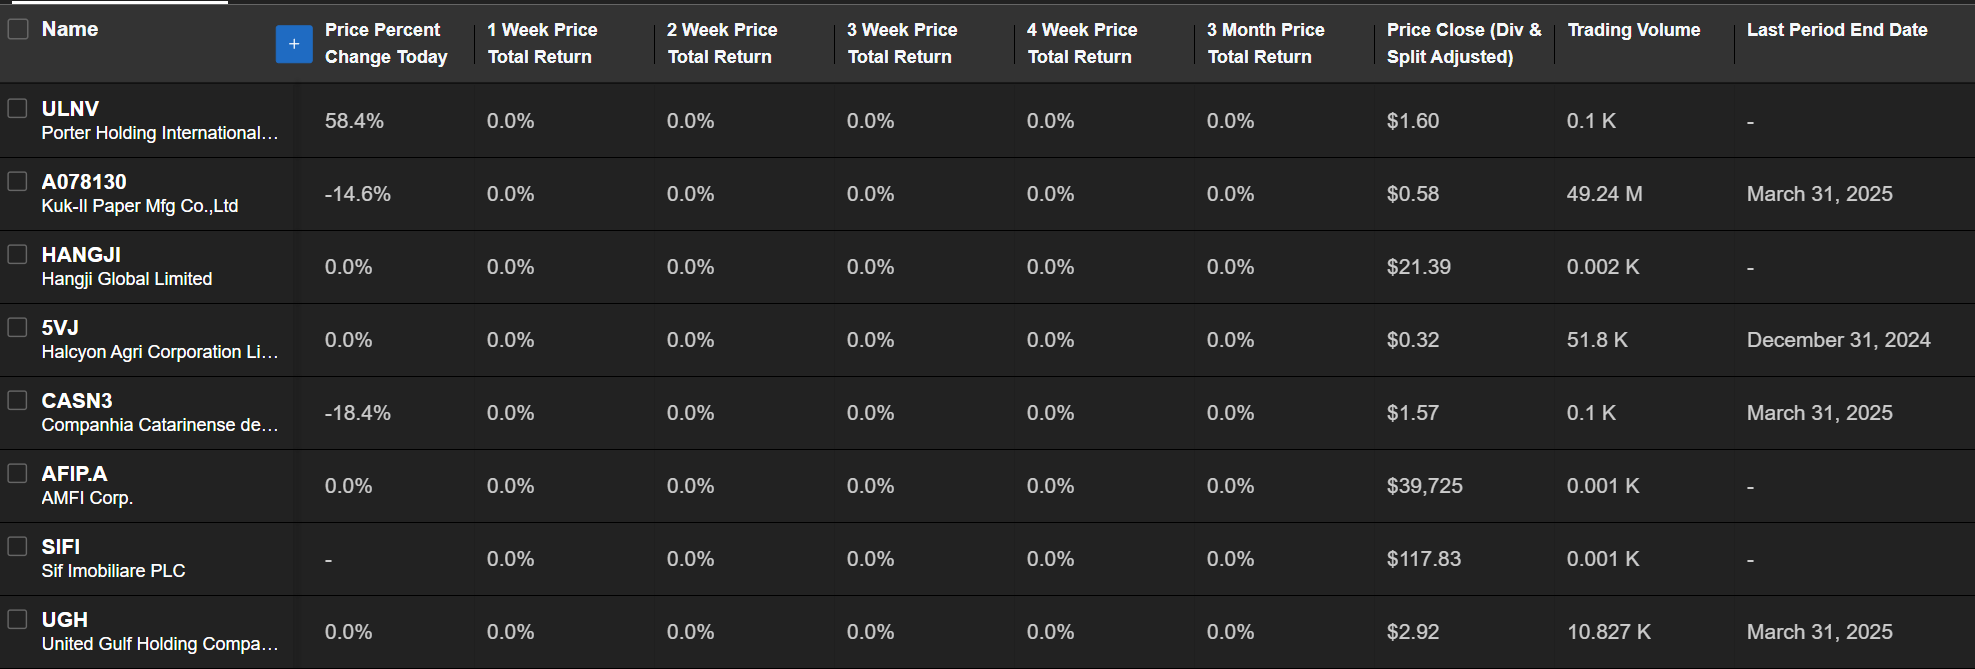 Name + Price Percent Change Today 1 Week Price Total Return 2 Week Price Total Return 3 Week Price Total Return 4 Week Price Total Return 3 Month Price Total Return Price Close (Div & Split Adjusted) Trading Volume Last Period End Date
ULNV 58.4% 0.0% 0.0% 0.0% 0.0% 0.0% $1.60 0.1 K -
Porter Holding International...
A078130 -14.6% 0.0% 0.0% 0.0% 0.0% 0.0% $0.58 49.24 M March 31, 2025
Kuk-Il Paper Mfg Co.,Ltd
HANGJI 0.0% 0.0% 0.0% 0.0% 0.0% 0.0% $21.39 0.002 K -
Hangji Global Limited
5VJ 0.0% 0.0% 0.0% 0.0% 0.0% 0.0% $0.32 51.8 K December 31, 2024
Halcyon Agri Corporation Li...
CASN3 -18.4% 0.0% 0.0% 0.0% 0.0% 0.0% $1.57 0.1 K March 31, 2025
Companhia Catarinense de...
AFIP.A 0.0% 0.0% 0.0% 0.0% 0.0% 0.0% $39,725 0.001 K -
AMFI Corp.
SIFI - 0.0% 0.0% 0.0% 0.0% 0.0% $117.83 0.001 K -
Sif Imobiliare PLC
UGH 0.0% 0.0% 0.0% 0.0% 0.0% 0.0% $2.92 10.827 K March 31, 2025
United Gulf Holding Compa...